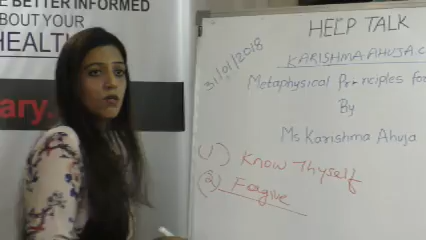 BE BETTER INFORMED
ABOUT YOUR
HEALTH
ary.
HELP TALK
31/01/2018
KARISHMA AHUJA C
Metaphysical Principles for
By
Ms Karishma Ahuja
(1) Know Thyself
(2) Forgive